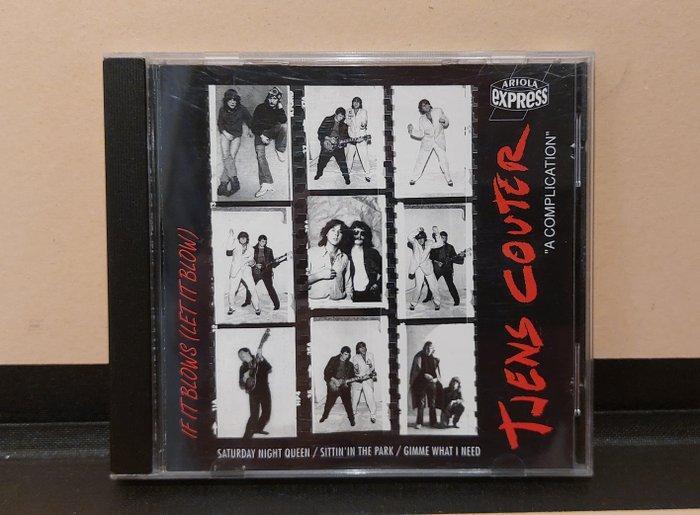 ARIOLA
EXPRESS
TJENS COUTER
"A COMPLICATION"
IF IT BLOWS (LET IT BLOW)
SATURDAY NIGHT QUEEN / SITTIN' IN THE PARK / GIMME WHAT I NEED